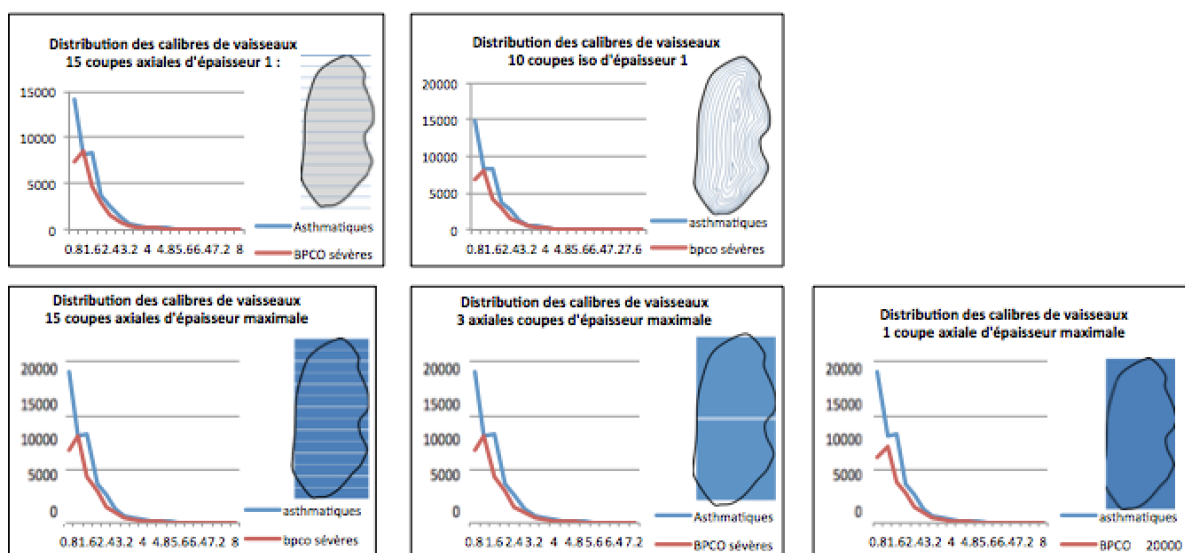 Distribution des calibres de vaisseaux
15 coupes axiales d'épaisseur 1 :
15000
10000
5000
0
0.81.62.43.2 4 4.85.66.47.2 8
Asthmatiques
BPCO sévères
Distribution des calibres de vaisseaux
10 coupes iso d'épaisseur 1
20000
15000
10000
5000
0
0.81.62.43.2 4 4.85.66.47.27.6
asthmatiques
bpco sévères
Distribution des calibres de vaisseaux
15 coupes axiales d'épaisseur maximale
20000
15000
10000
5000
0
0.81.62.43.2 4 4.85.66.47.2 8
asthmatiques
bpco sévères
Distribution des calibres de vaisseaux
3 axiales coupes d'épaisseur maximale
20000
15000
10000
5000
0
0.8 1.62.43.2 4 4.85.66.47.2
Asthmatiques
BPCO sévères
Distribution des calibres de vaisseaux
1 coupe axiale d'épaisseur maximale
20000
15000
10000
5000
0
0.81.62.43.2 4 4.85.66.47.2 8
asthmatiques
BPCO 20000